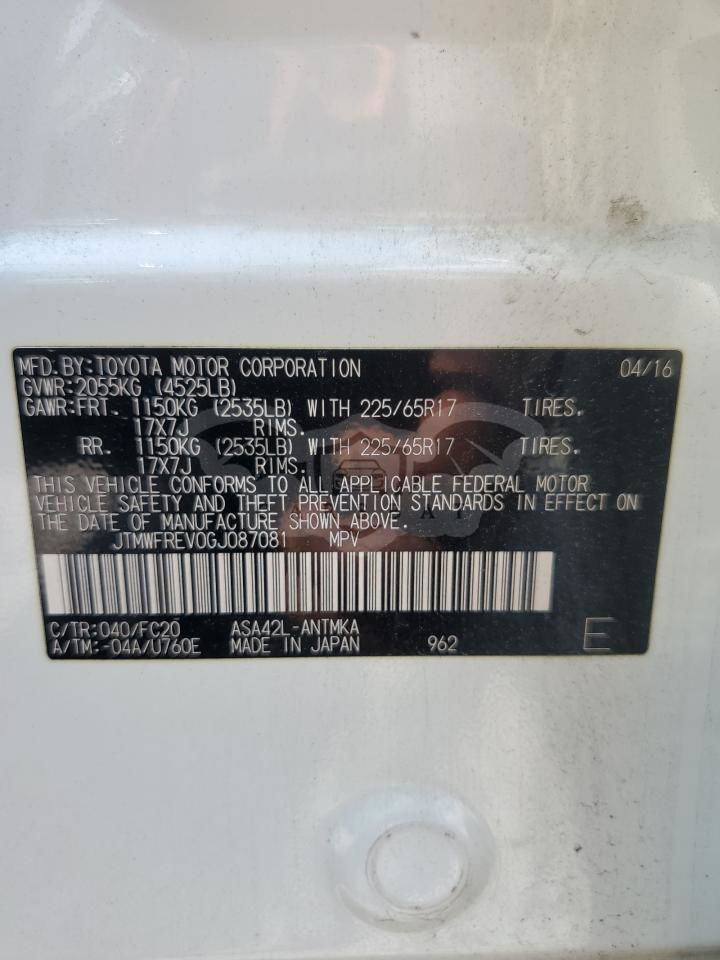 MFD.BY:TOYOTA MOTOR CORPORATION 04/16
GVWR:2055KG (4525LB)
GAWR:FRT. 1150KG (2535LB) WITH 225/65R17 TIRES.
17X7J RIMS.
RR. 1150KG (2535LB) WITH 225/65R17 TIRES.
17X7J RIMS.
THIS VEHICLE CONFORMS TO ALL APPLICABLE FEDERAL MOTOR
VEHICLE SAFETY AND THEFT PREVENTION STANDARDS IN EFFECT ON
THE DATE OF MANUFACTURE SHOWN ABOVE.
JTMWFREV0GJ087081 MPV
C/TR:040/FC20 ASA42L-ANTMKA
A/TM:-04A/U760E MADE IN JAPAN 962 E